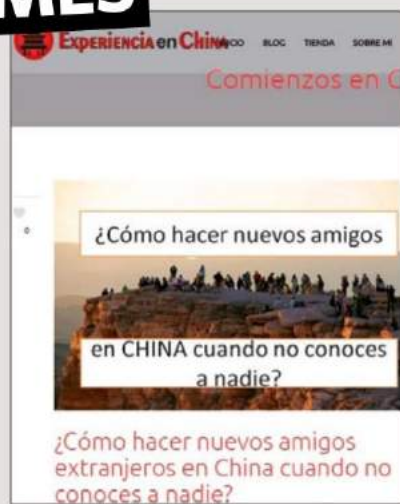 EXPERIENCIA en CHINA
BLOG TIENDA SOBRE MI
Comienzos en
0
¿Cómo hacer nuevos amigos
en CHINA cuando no conoces
a nadie?
¿Cómo hacer nuevos amigos
extranjeros en China cuando no
conoces a nadie?